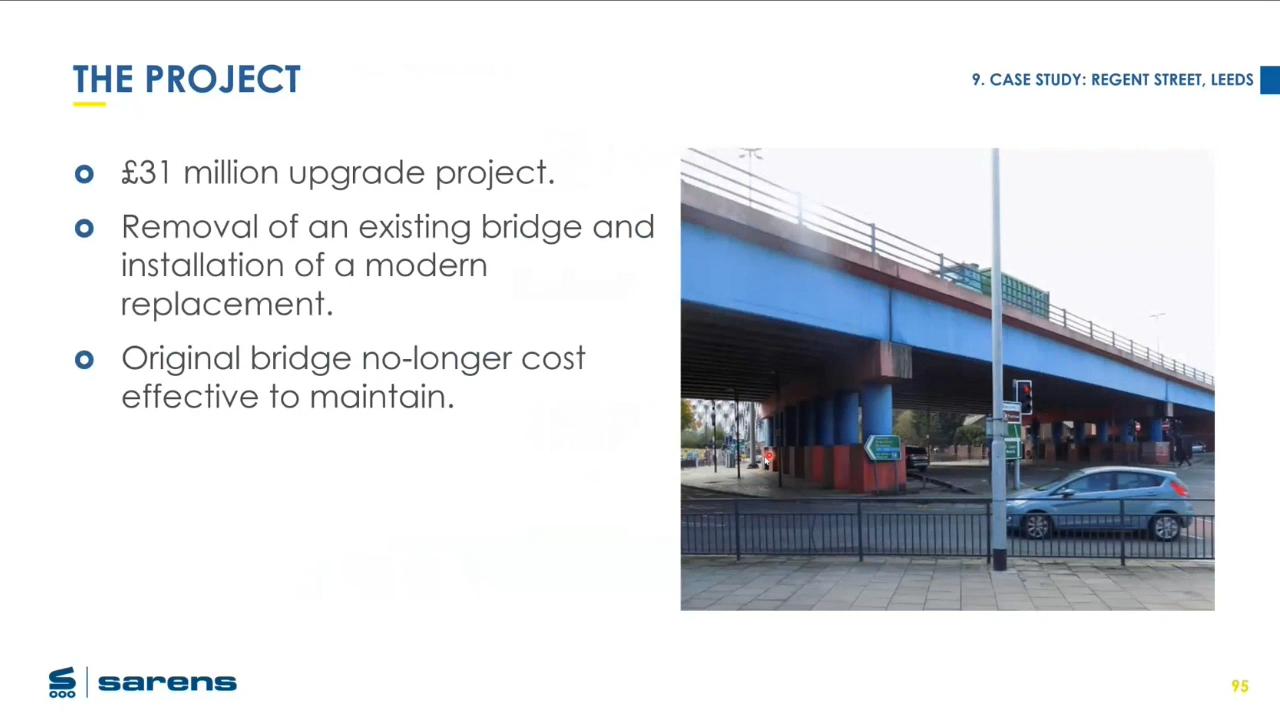 THE PROJECT
9. CASE STUDY: REGENT STREET, LEEDS
£31 million upgrade project.
Removal of an existing bridge and
installation of a modern
replacement.
Original bridge no-longer cost
effective to maintain.
sarens
95